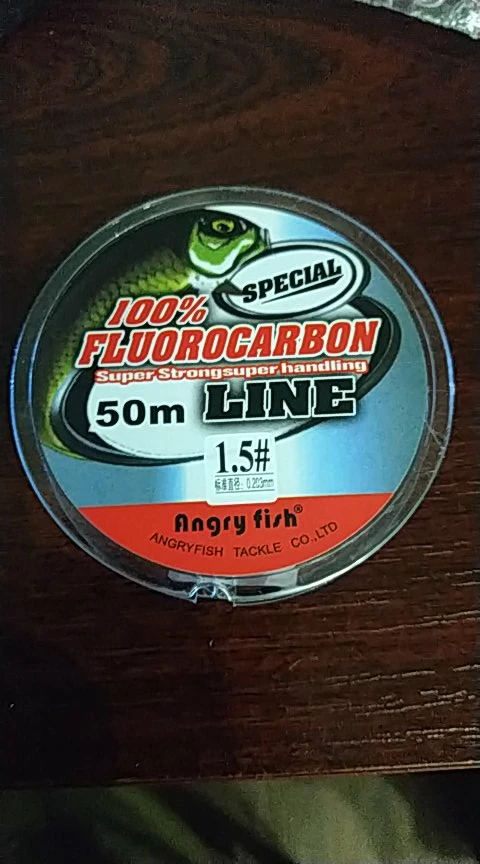 SPECIAL
100%
FLUOROCARBON
Super Strongsuper handling
50m LINE
1.5#
标准直径：0.203mm
Angry fish®
ANGRYFISH TACKLE CO.,LTD